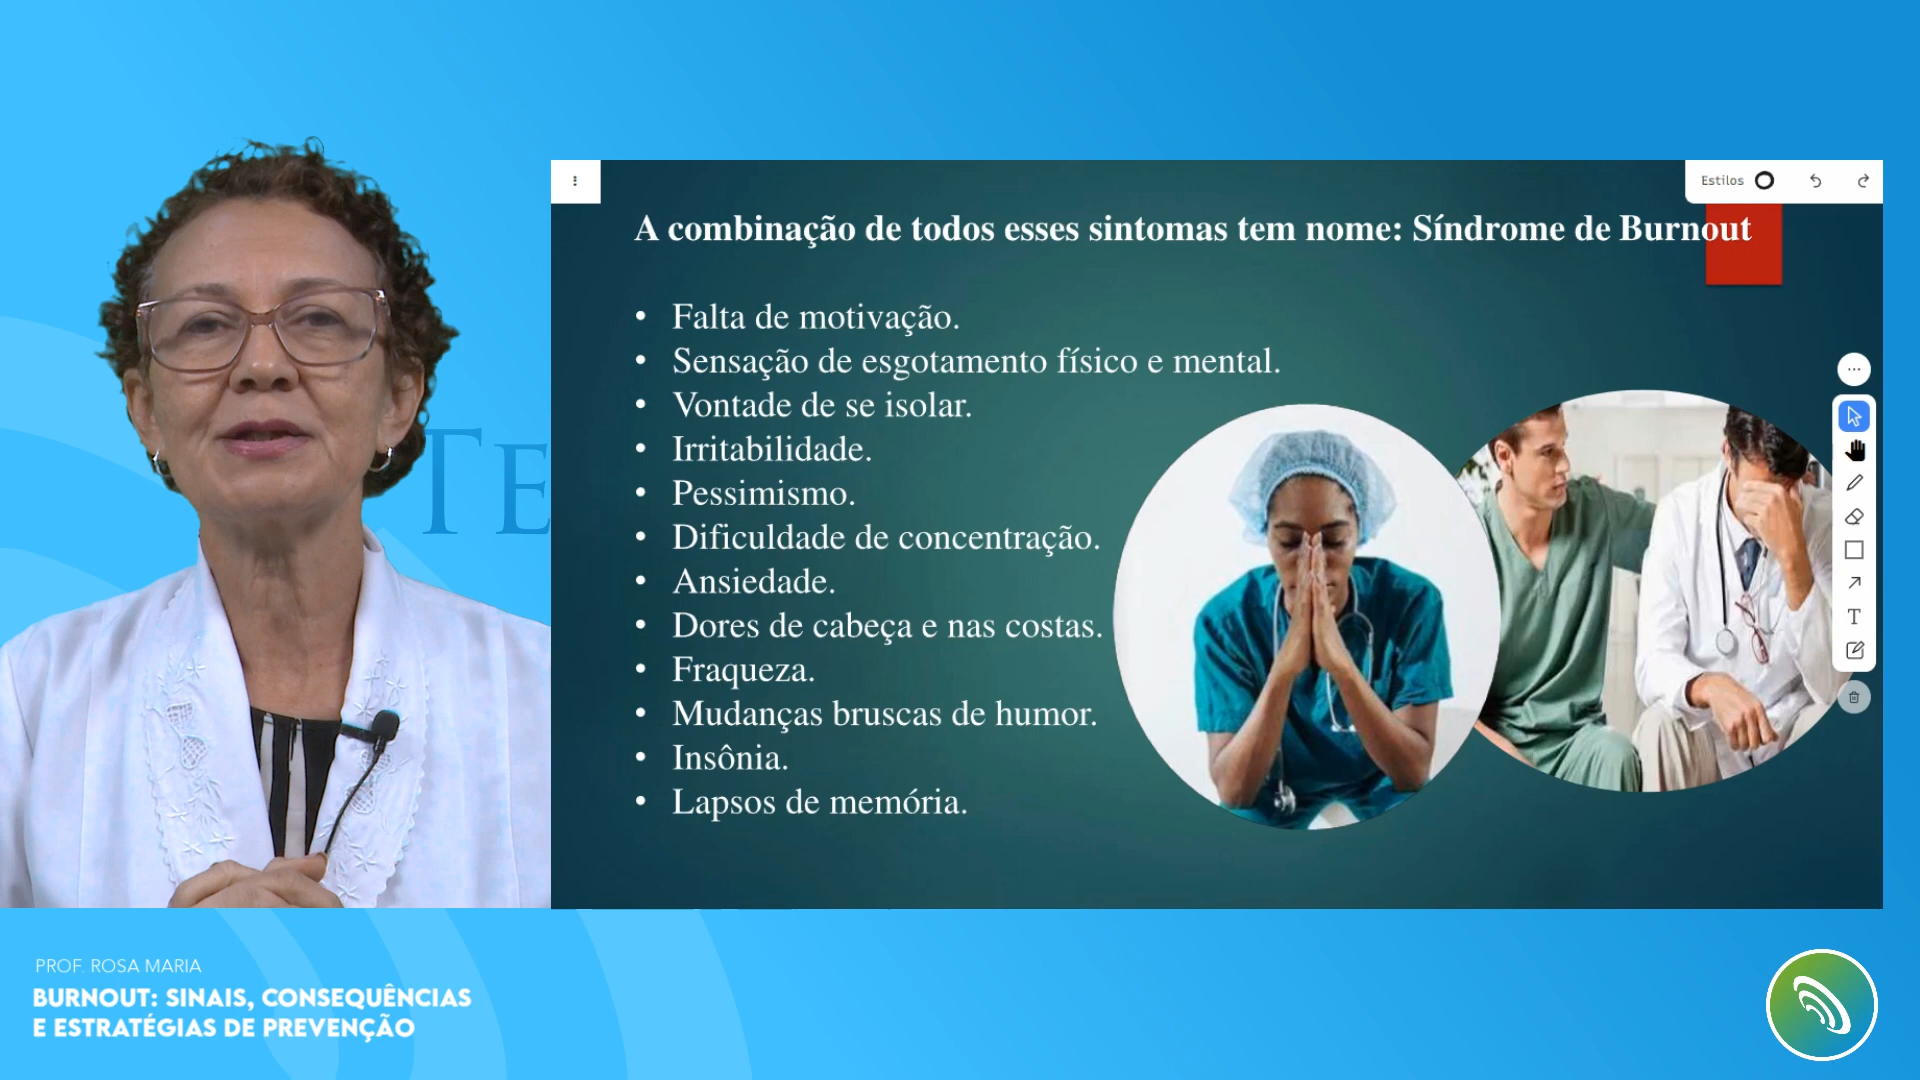 Estilos
A combinação de todos esses sintomas tem nome: Síndrome de Burnout
• Falta de motivação.
• Sensação de esgotamento físico e mental.
• Vontade de se isolar.
• Irritabilidade.
• Pessimismo.
• Dificuldade de concentração.
• Ansiedade.
• Dores de cabeça e nas costas.
• Fraqueza.
• Mudanças bruscas de humor.
• Insônia.
• Lapsos de memória.
T
TE
PROF. ROSA MARIA
BURNOUT: SINAIS, CONSEQUÊNCIAS
E ESTRATÉGIAS DE PREVENÇÃO